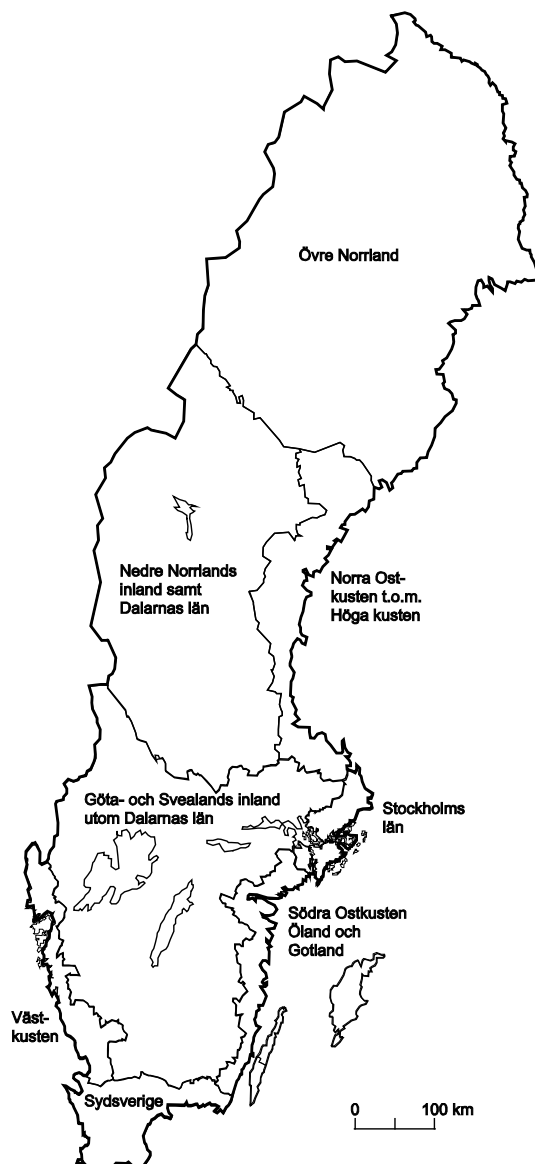 Övre Norrland
Nedre Norrlands
inland samt
Dalarnas län
Norra Ost-
kusten t.o.m.
Höga kusten
Göta- och Svealands inland
utom Dalarnas län
Stockholms
län
Södra Ostkusten
Öland och
Gotland
Väst-
kusten
Sydsverige
0 100 km